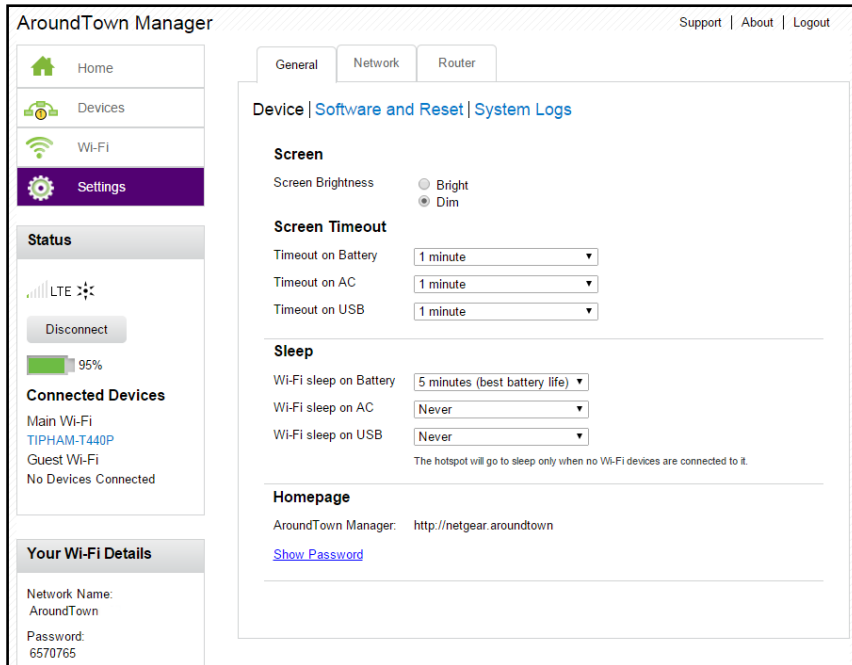 AroundTown Manager
Support | About | Logout
Home
Devices
1
Wi-Fi
Settings
Status
LTE
Disconnect
95%
Connected Devices
Main Wi-Fi
TIPHAM-T440P
Guest Wi-Fi
No Devices Connected
Your Wi-Fi Details
Network Name:
AroundTown
Password:
6570765
General
Network
Router
Device | Software and Reset | System Logs
Screen
Screen Brightness
Bright
Dim
Screen Timeout
Timeout on Battery 1 minute
Timeout on AC 1 minute
Timeout on USB 1 minute
Sleep
Wi-Fi sleep on Battery 5 minutes (best battery life)
Wi-Fi sleep on AC Never
Wi-Fi sleep on USB Never
The hotspot will go to sleep only when no Wi-Fi devices are connected to it.
Homepage
AroundTown Manager: http://netgear.aroundtown
Show Password